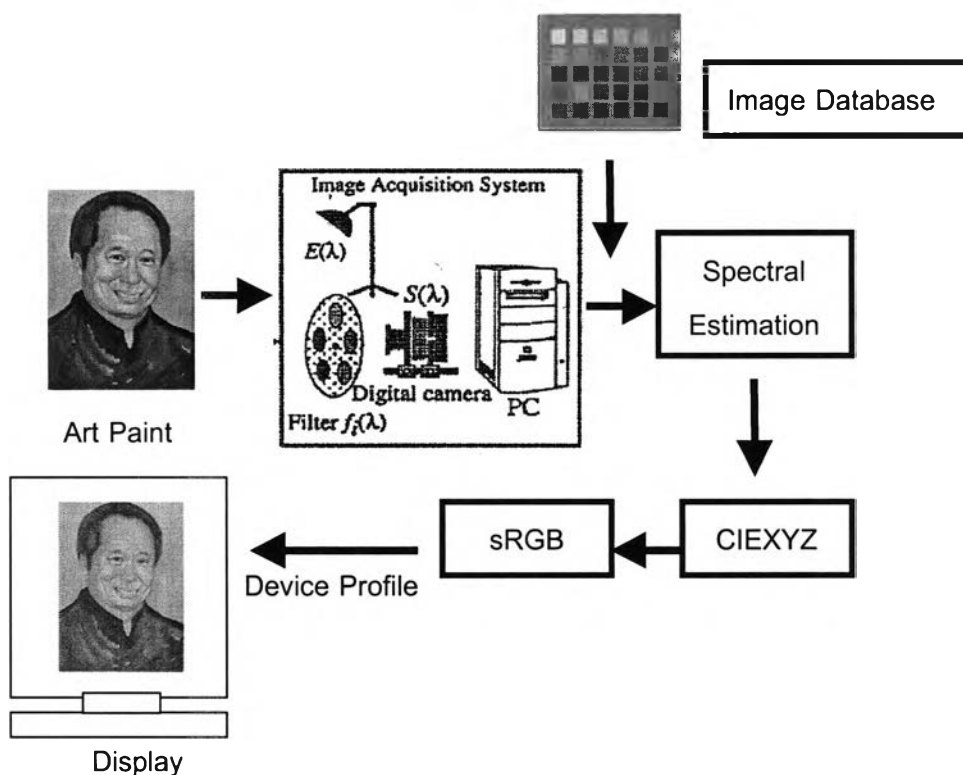 Image Database
Image Acquisition System
E(λ)
S(λ)
Digital camera
PC
Filter fᵢ(λ)
Art Paint
Spectral
Estimation
CIEXYZ
sRGB
Device Profile
Display